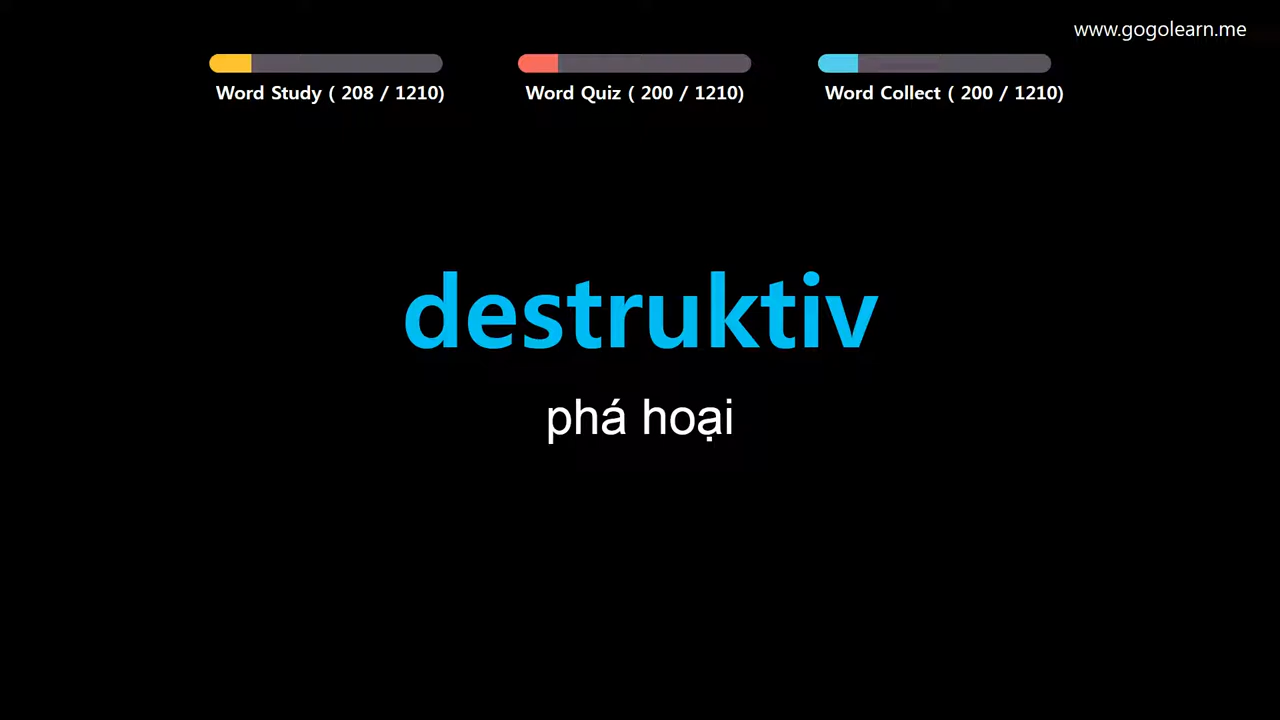 www.gogolearn.me
Word Study ( 208 / 1210)
Word Quiz ( 200 / 1210)
Word Collect ( 200 / 1210)
destruktiv
phá hoại